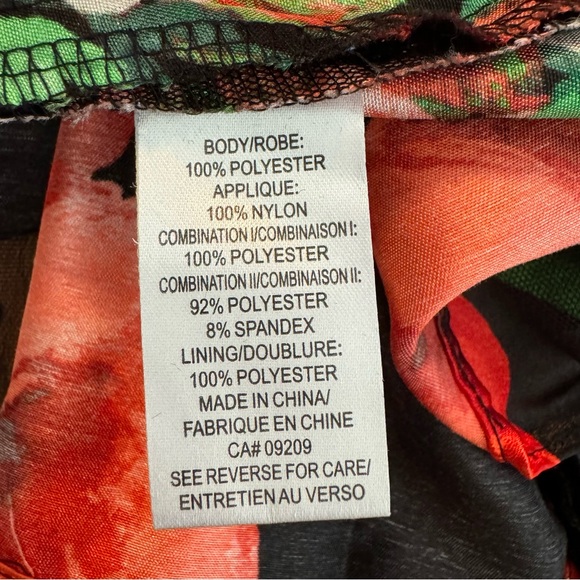 BODY/ROBE:
100% POLYESTER
APPLIQUE:
100% NYLON
COMBINATION I/COMBINAISON I:
100% POLYESTER
COMBINATION II/COMBINAISON II:
92% POLYESTER
8% SPANDEX
LINING/DOUBLURE:
100% POLYESTER
MADE IN CHINA/
FABRIQUE EN CHINE
CA# 09209
SEE REVERSE FOR CARE/
ENTRETIEN AU VERSO